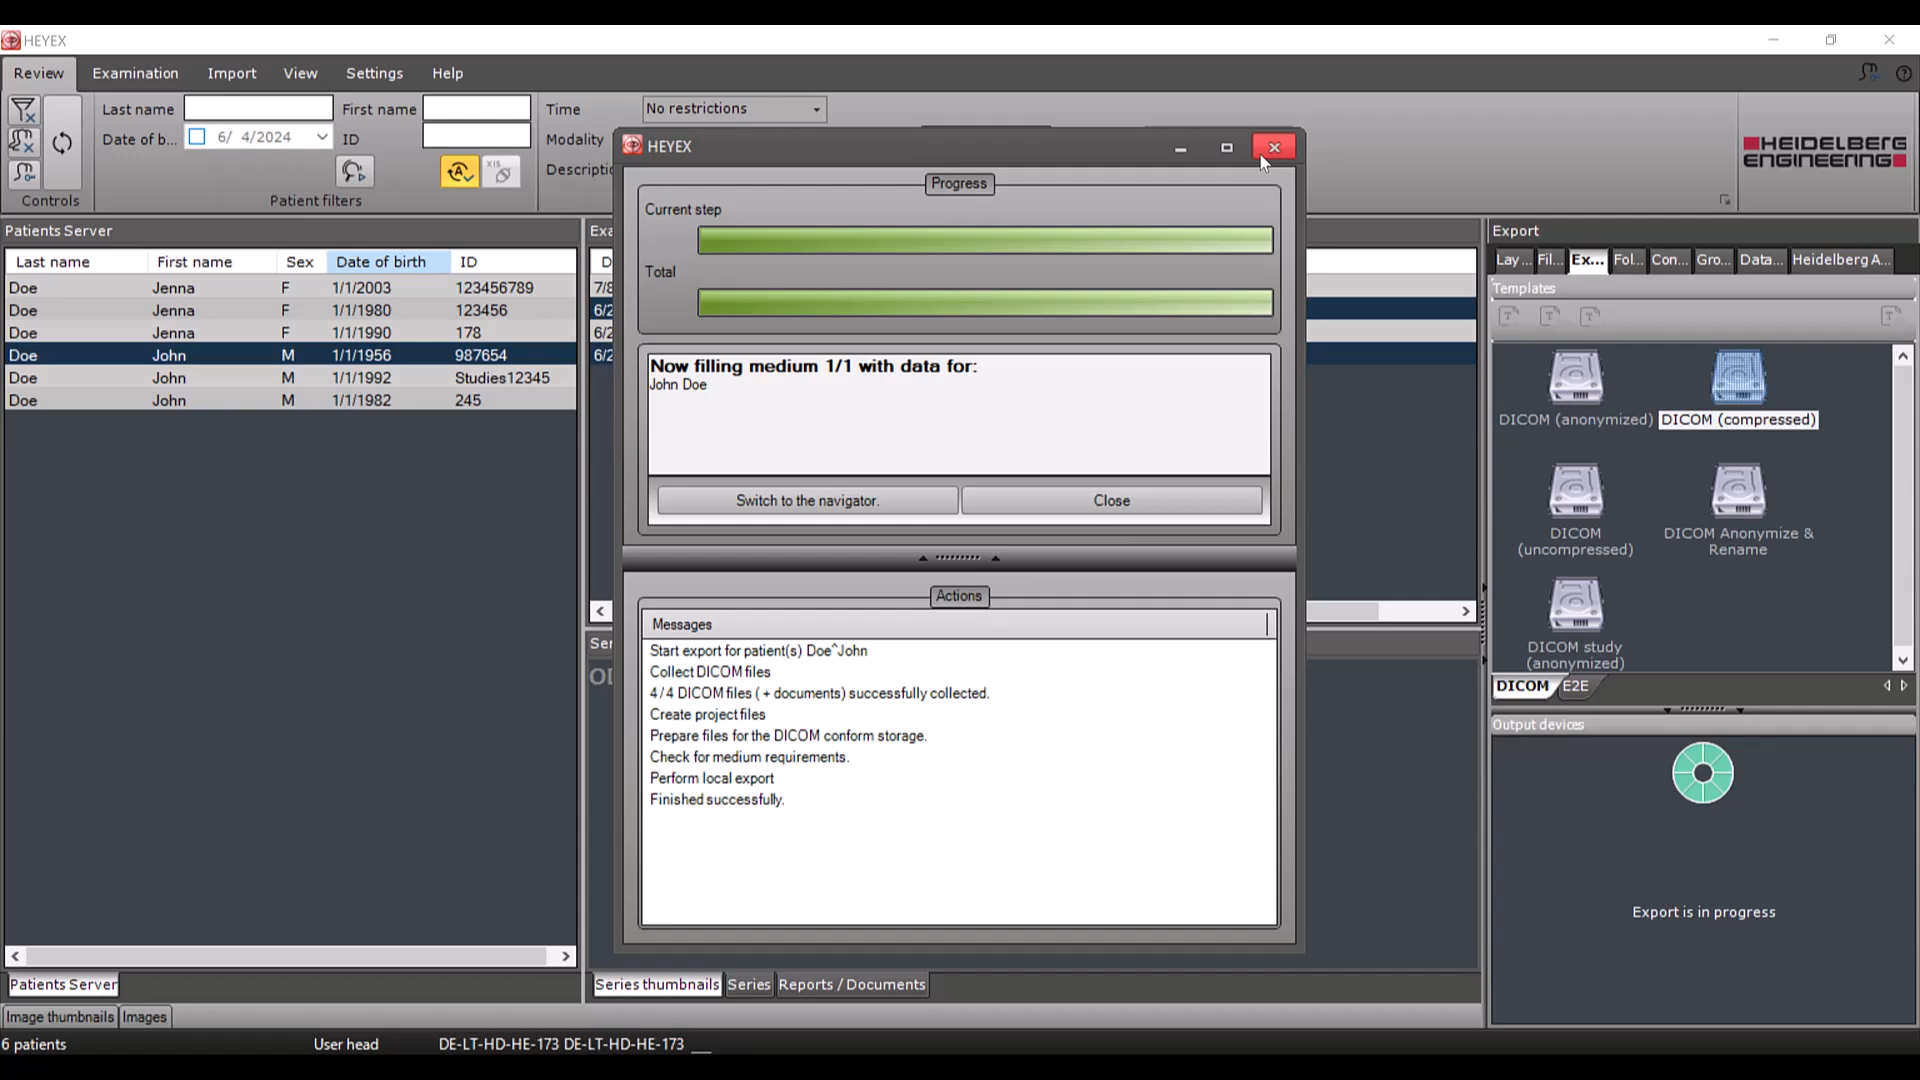 HEYEX
Review Examination Import View Settings Help
Last name First name Time No restrictions
Date of b... 6/ 4/2024 ID Modality
XIS
Controls Patient filters
HEIDELBERG
ENGINEERING
HEYEX
Progress
Current step
Total
Now filling medium 1/1 with data for:
John Doe
Switch to the navigator. Close
Actions
Messages
Start export for patient(s) Doe^John
Collect DICOM files
4 / 4 DICOM files ( + documents) successfully collected.
Create project files
Prepare files for the DICOM conform storage.
Check for medium requirements.
Perform local export
Finished successfully.
Patients Server
Last name First name Sex Date of birth ID
Doe Jenna F 1/1/2003 123456789
Doe Jenna F 1/1/1980 123456
Doe Jenna F 1/1/1990 178
Doe John M 1/1/1956 987654
Doe John M 1/1/1992 Studies12345
Doe John M 1/1/1982 245
Patients Server
Series thumbnails Series Reports / Documents
Image thumbnails Images
6 patients User head DE-LT-HD-HE-173 DE-LT-HD-HE-173
Export
Lay... Fil... Ex... Fol... Con... Gro... Data... Heidelberg A...
Templates
DICOM (anonymized) DICOM (compressed)
DICOM (uncompressed)
DICOM Anonymize & Rename
DICOM study (anonymized)
DICOM E2E
Output devices
Export is in progress